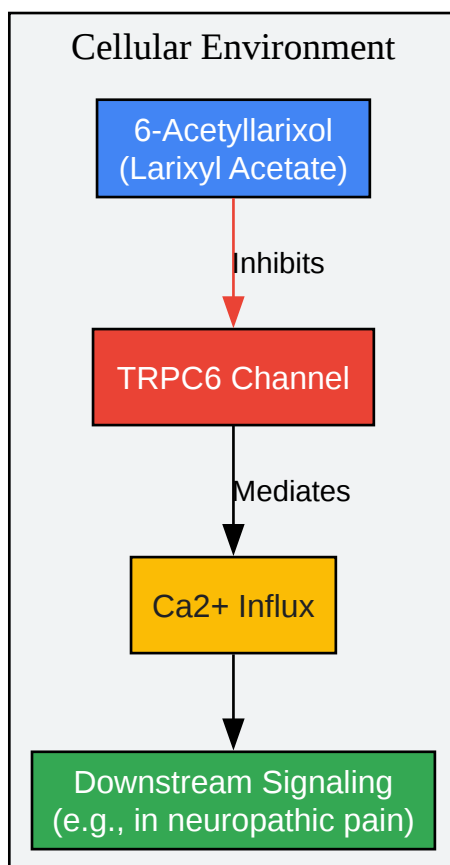 Cellular Environment
6-Acetyllarixol
(Larixyl Acetate)
Inhibits
TRPC6 Channel
Mediates
Ca2+ Influx
Downstream Signaling
(e.g., in neuropathic pain)